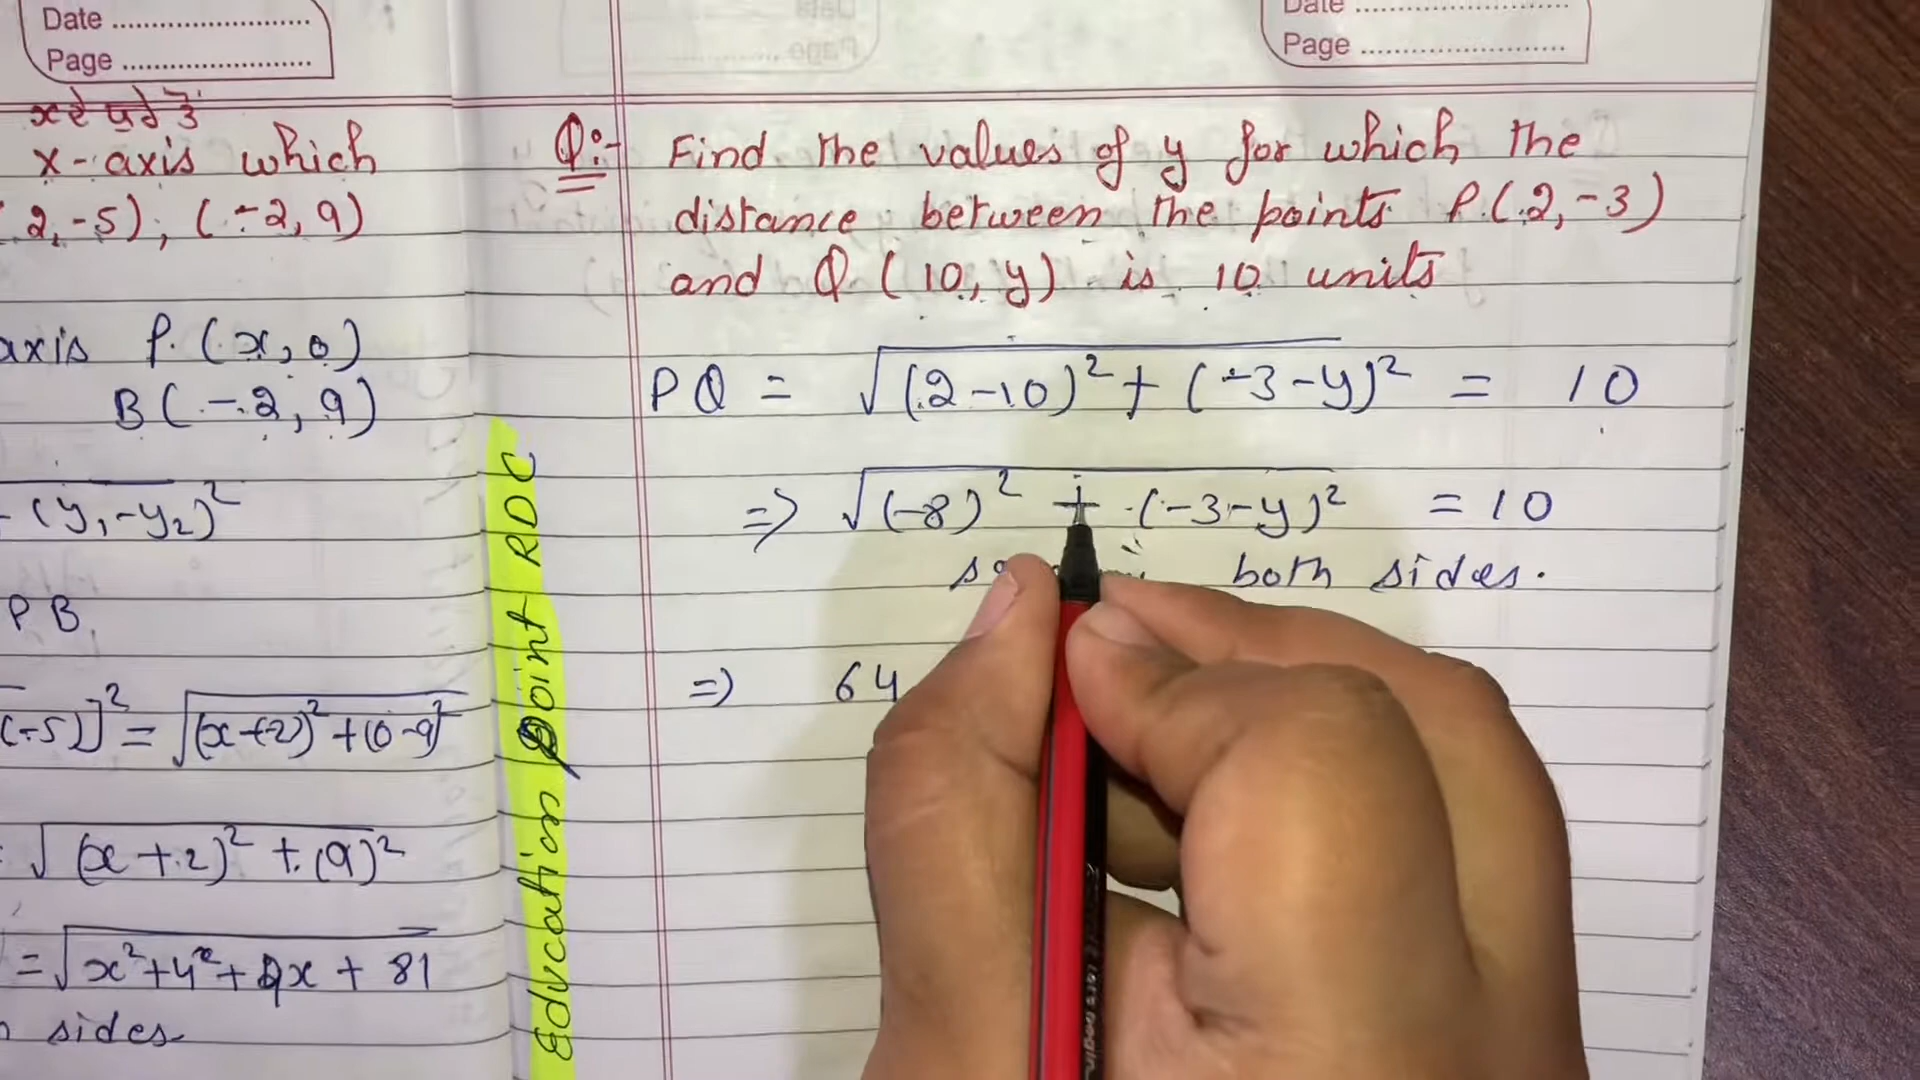 Date
Page
x-axis which
2,-5), (-2,9)
axis P.(x,0)
B(-2,9)
(y₁-y₂)²
PB
(-5)]² = √(x-(-2))²+(0-9)²
√(x+2)²+(9)²
=√x²+4+4x+81
sides.
Education Point RDC
Date
Page
Q:- Find the values of y for which the
distance between the points P(2,-3)
and Q(10,y) is 10 units
PQ = √(2-10)²+(-3-y)² = 10
=> √(-8)² + (-3-y)² = 10
both sides.
=> 64